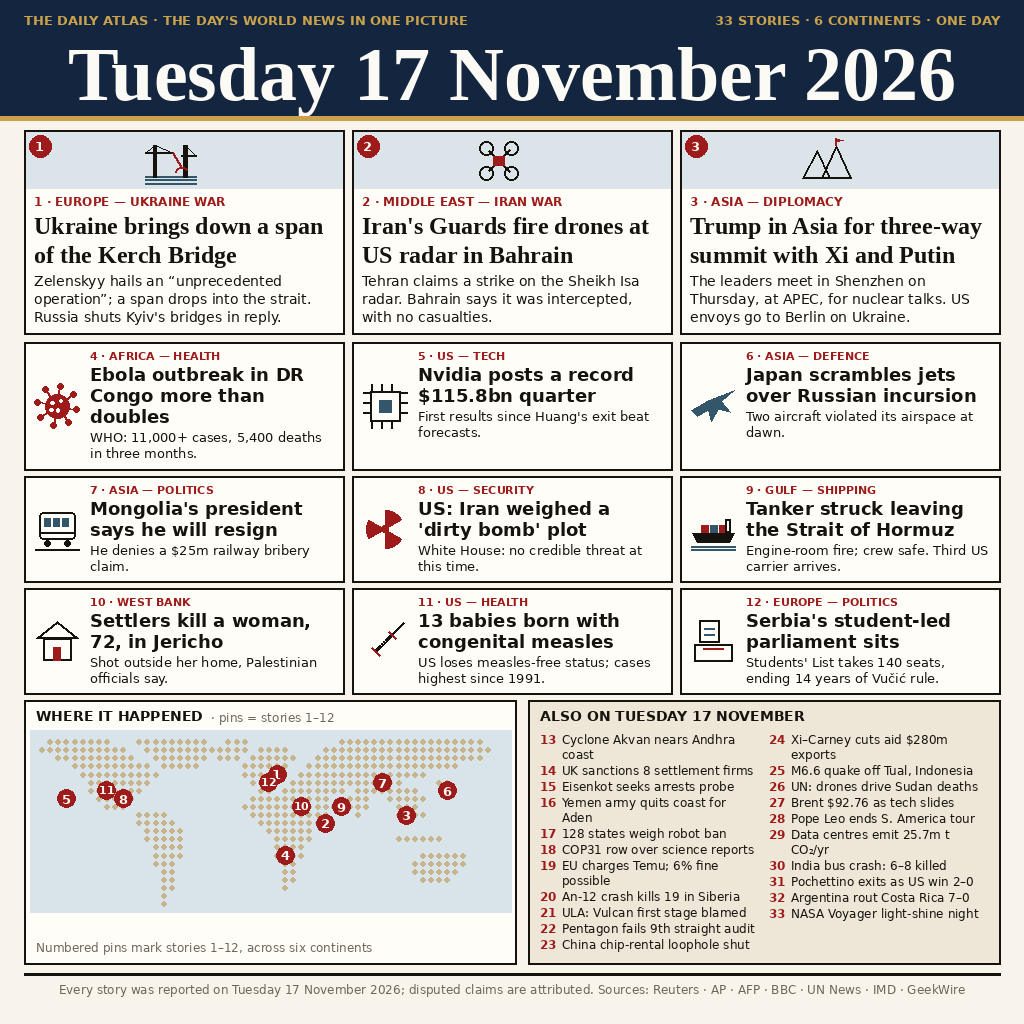 THE DAILY ATLAS · THE DAY'S WORLD NEWS IN ONE PICTURE
33 STORIES · 6 CONTINENTS · ONE DAY
Tuesday 17 November 2026
1
1 · EUROPE — UKRAINE WAR
Ukraine brings down a span
of the Kerch Bridge
Zelenskyy hails an “unprecedented
operation”; a span drops into the strait.
Russia shuts Kyiv's bridges in reply.
2
2 · MIDDLE EAST — IRAN WAR
Iran's Guards fire drones at
US radar in Bahrain
Tehran claims a strike on the Sheikh Isa
radar. Bahrain says it was intercepted,
with no casualties.
3
3 · ASIA — DIPLOMACY
Trump in Asia for three-way
summit with Xi and Putin
The leaders meet in Shenzhen on
Thursday, at APEC, for nuclear talks. US
envoys go to Berlin on Ukraine.
4 · AFRICA — HEALTH
Ebola outbreak in DR
Congo more than
doubles
WHO: 11,000+ cases, 5,400 deaths
in three months.
5 · US — TECH
Nvidia posts a record
$115.8bn quarter
First results since Huang's exit beat
forecasts.
6 · ASIA — DEFENCE
Japan scrambles jets
over Russian incursion
Two aircraft violated its airspace at
dawn.
7 · ASIA — POLITICS
Mongolia's president
says he will resign
He denies a $25m railway bribery
claim.
8 · US — SECURITY
US: Iran weighed a
'dirty bomb' plot
White House: no credible threat at
this time.
9 · GULF — SHIPPING
Tanker struck leaving
the Strait of Hormuz
Engine-room fire; crew safe. Third US
carrier arrives.
10 · WEST BANK
Settlers kill a woman,
72, in Jericho
Shot outside her home, Palestinian
officials say.
11 · US — HEALTH
13 babies born with
congenital measles
US loses measles-free status; cases
highest since 1991.
12 · EUROPE — POLITICS
Serbia's student-led
parliament sits
Students' List takes 140 seats,
ending 14 years of Vučić rule.
WHERE IT HAPPENED · pins = stories 1–12
1
12
7
11
5
8
6
10
9
3
2
4
Numbered pins mark stories 1–12, across six continents
ALSO ON TUESDAY 17 NOVEMBER
13 Cyclone Akvan nears Andhra
coast
14 UK sanctions 8 settlement firms
15 Eisenkot seeks arrests probe
16 Yemen army quits coast for
Aden
17 128 states weigh robot ban
18 COP31 row over science reports
19 EU charges Temu; 6% fine
possible
20 An-12 crash kills 19 in Siberia
21 ULA: Vulcan first stage blamed
22 Pentagon fails 9th straight audit
23 China chip-rental loophole shut
24 Xi–Carney cuts aid $280m
exports
25 M6.6 quake off Tual, Indonesia
26 UN: drones drive Sudan deaths
27 Brent $92.76 as tech slides
28 Pope Leo ends S. America tour
29 Data centres emit 25.7m t
CO₂/yr
30 India bus crash: 6–8 killed
31 Pochettino exits as US win 2–0
32 Argentina rout Costa Rica 7–0
33 NASA Voyager light-shine night
Every story was reported on Tuesday 17 November 2026; disputed claims are attributed. Sources: Reuters · AP · AFP · BBC · UN News · IMD · GeekWire